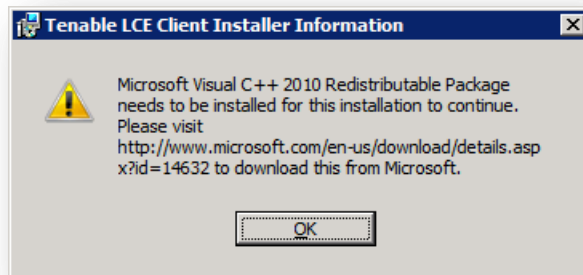 Tenable LCE Client Installer Information
Microsoft Visual C++ 2010 Redistributable Package
needs to be installed for this installation to continue.
Please visit
http://www.microsoft.com/en-us/download/details.asp
x?id=14632 to download this from Microsoft.
OK